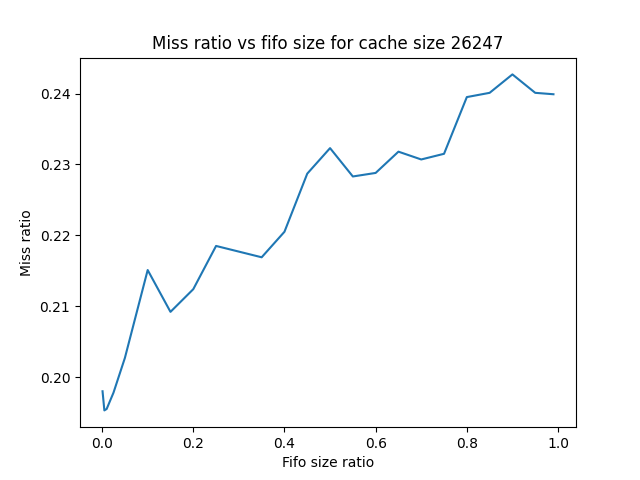 Miss ratio vs fifo size for cache size 26247
Miss ratio
0.24
0.23
0.22
0.21
0.20
0.0 0.2 0.4 0.6 0.8 1.0
Fifo size ratio